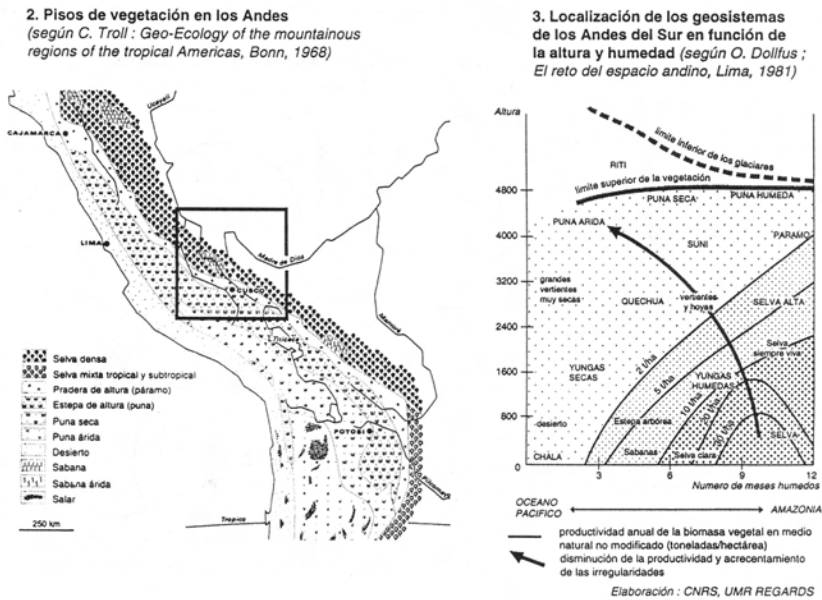 2. Pisos de vegetación en los Andes
(según C. Troll : Geo-Ecology of the mountainous
regions of the tropical Americas, Bonn, 1968)
CAJAMARCA
Ucayali
LIMA
Madre de Dios
CUSCO
Titicaca
Mamoré
POTOSI
Pilcomayo
Tropico
Selva densa
Selva mixta tropical y subtropical
Pradera de altura (páramo)
Estepa de altura (puna)
Puna seca
Puna árida
Desierto
Sabana
Sabana árida
Salar
250 km
3. Localización de los geosistemas
de los Andes del Sur en función de
la altura y humedad (según O. Dollfus ;
El reto del espacio andino, Lima, 1981)
Altura
limite inferior de los glaciares
RITI
limite superior de la vegetación
4800
PUNA SECA
PUNA HUMEDA
PUNA ARIDA
4000
SUNI
PARAMO
3200
grandes
vertientes
muy secas
QUECHUA
vertientes
y hoyas
SELVA ALTA
2400
Selva
siempre viva
2 t/ha
1600
YUNGAS
SECAS
5 t/ha
YUNGAS
HUMEDAS
10 t/ha
20 t/ha
30 t/ha
800
desierto
Estepa arbórea
SELVA
CHALA
Sabanas
Selva clara
0
3
6
9
12
Numero de meses humedos
OCEANO
PACIFICO
AMAZONIA
productividad anual de la biomasa vegetal en medio
natural no modificado (toneladas/hectárea)
disminución de la productividad y acrecentamiento
de las irregularidades
Elaboración : CNRS, UMR REGARDS